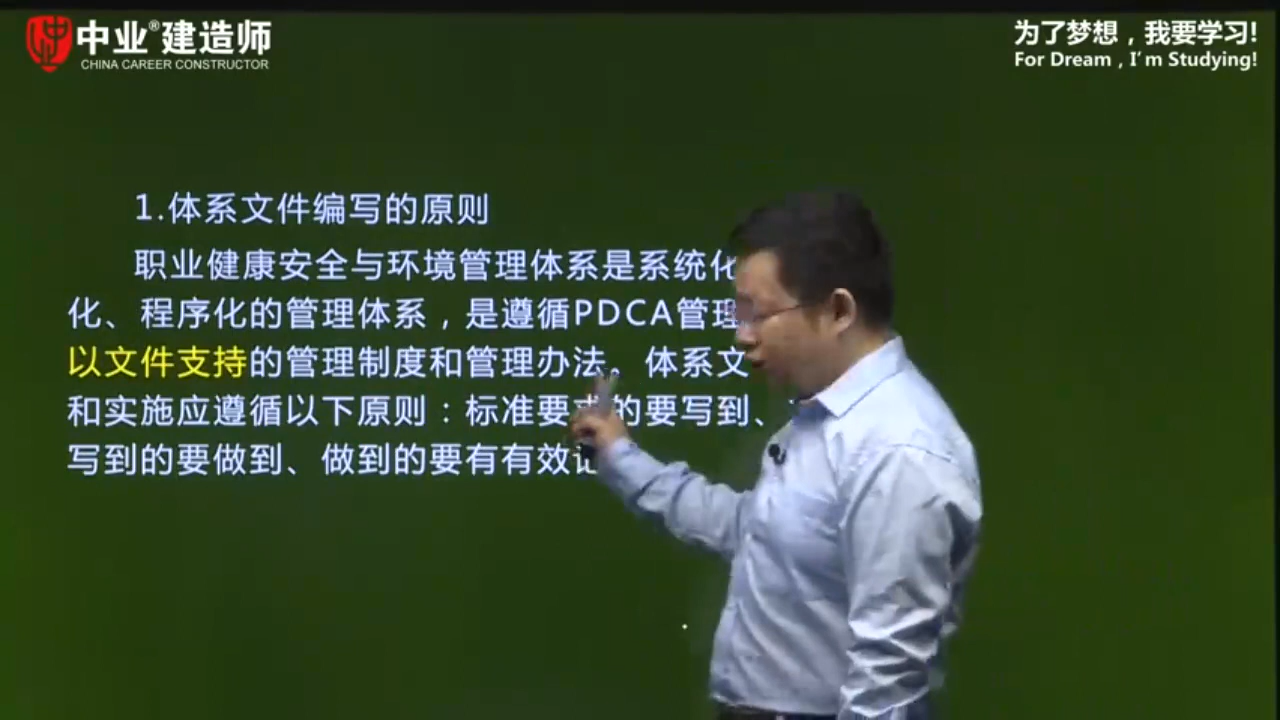 中业®建造师
CHINA CAREER CONSTRUCTOR
为了梦想，我要学习!
For Dream , I'm Studying!
1.体系文件编写的原则
职业健康安全与环境管理体系是系统化
化、程序化的管理体系，是遵循PDCA管理
以文件支持的管理制度和管理办法。体系文
和实施应遵循以下原则：标准要求的要写到、
写到的要做到、做到的要有有效记